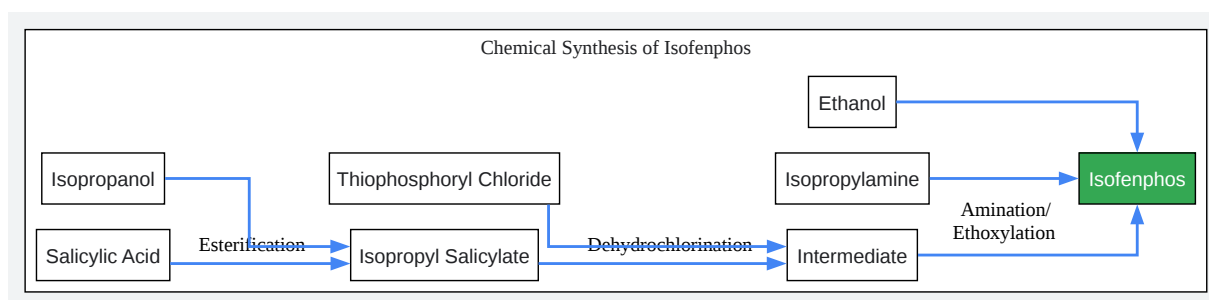 Chemical Synthesis of Isofenphos
Ethanol
Isopropanol
Thiophosphoryl Chloride
Isopropylamine
Isofenphos
Salicylic Acid
Esterification
Isopropyl Salicylate
Dehydrochlorination
Intermediate
Amination/
Ethoxylation